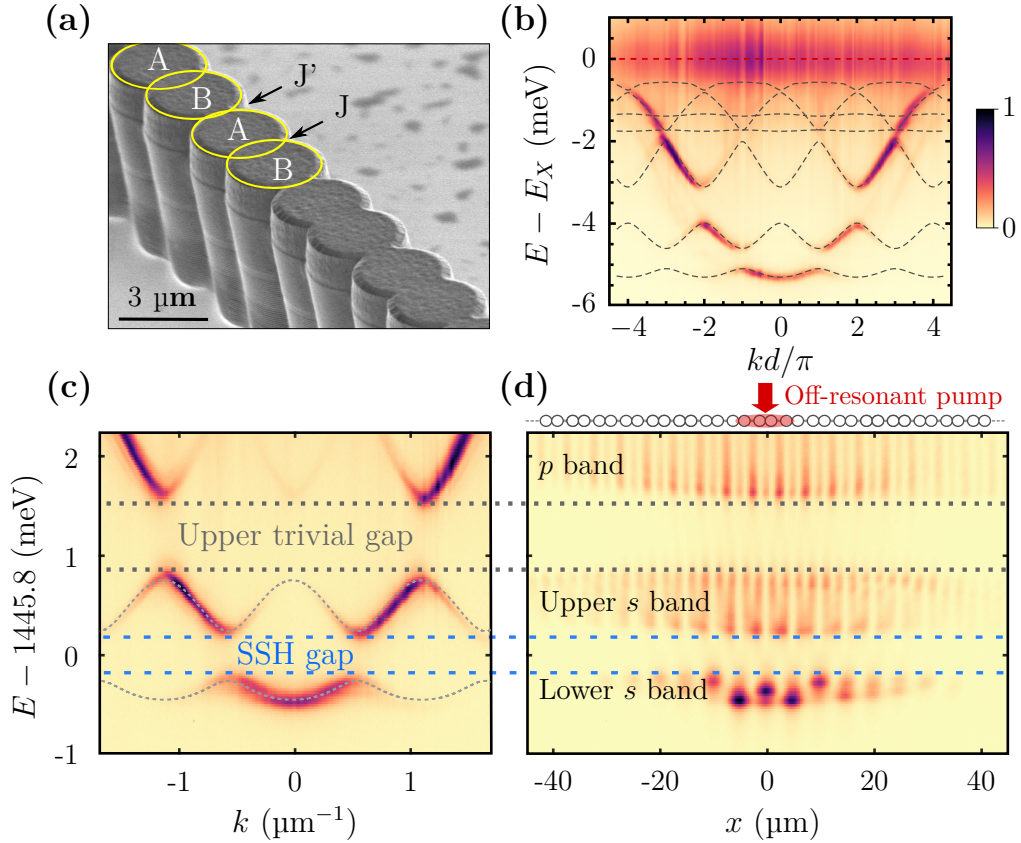 (a)
A
B
A
B
J'
J
3 µm
(b)
E − E_X (meV)
0
-2
-4
-6
−4 −2 0 2 4
kd/π
1
0
(c)
E − 1445.8 (meV)
2
1
0
-1
Upper trivial gap
SSH gap
-1 0 1
k (µm⁻¹)
(d)
Off-resonant pump
p band
Upper s band
Lower s band
-40 -20 0 20 40
x (µm)